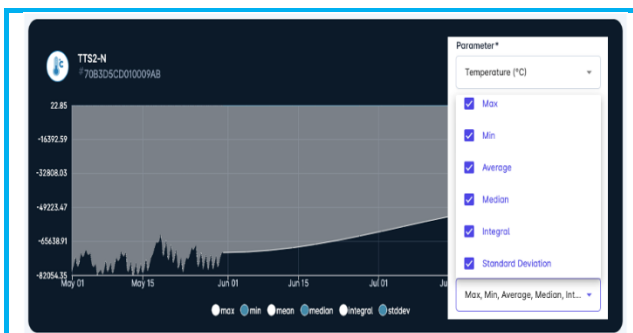 TTS2-N
#70B3D5CD010009AB
22.85
-16392.59
-32808.03
-49223.47
-65638.91
-82054.35
May 01 May 15 Jun 01 Jun 15 Jul 01
max min mean median integral stddev
Parameter*
Temperature (°C)
Max
Min
Average
Median
Integral
Standard Deviation
Max, Min, Average, Median, Int...